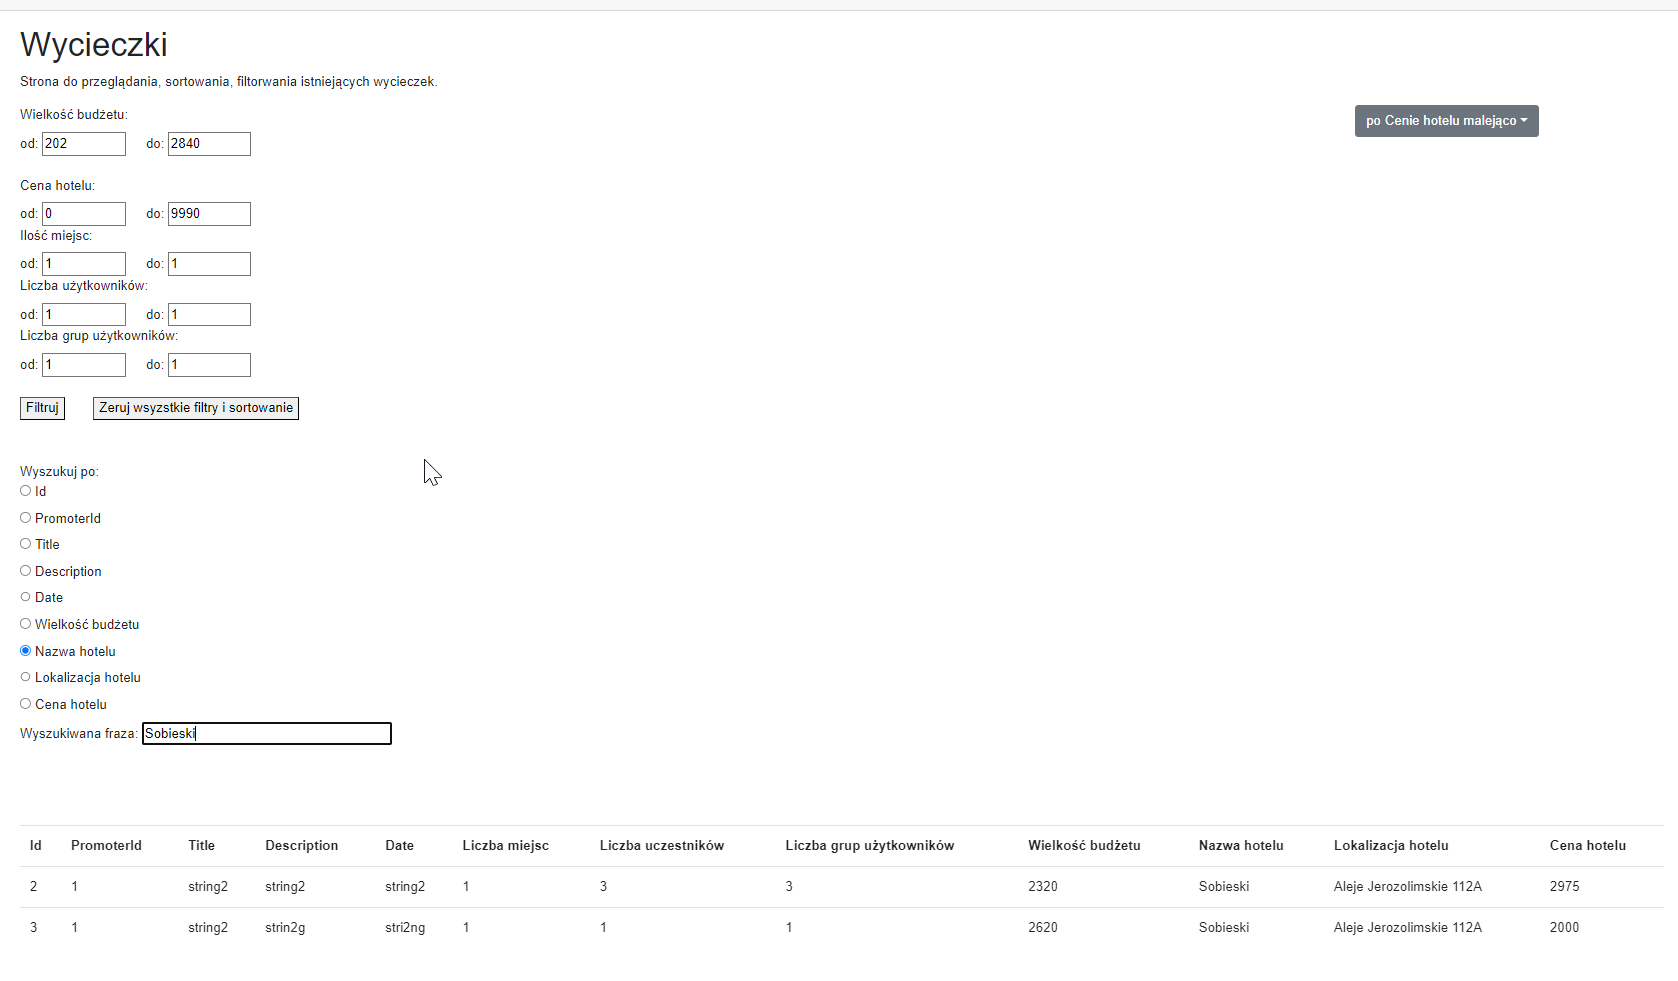 Wycieczki
Strona do przeglądania, sortowania, filtorwania istniejących wycieczek.
Wielkość budżetu:
po Cenie hotelu malejąco
od: 202 do: 2840
Cena hotelu:
od: 0 do: 9990
Ilość miejsc:
od: 1 do: 1
Liczba użytkowników:
od: 1 do: 1
Liczba grup użytkowników:
od: 1 do: 1
Filtruj Zeruj wsyzstkie filtry i sortowanie
Wyszukuj po:
Id
PromoterId
Title
Description
Date
Wielkość budżetu
Nazwa hotelu
Lokalizacja hotelu
Cena hotelu
Wyszukiwana fraza: Sobieski
Id PromoterId Title Description Date Liczba miejsc Liczba uczestników Liczba grup użytkowników Wielkość budżetu Nazwa hotelu Lokalizacja hotelu Cena hotelu
2 1 string2 string2 string2 1 3 3 2320 Sobieski Aleje Jerozolimskie 112A 2975
3 1 string2 strin2g stri2ng 1 1 1 2620 Sobieski Aleje Jerozolimskie 112A 2000